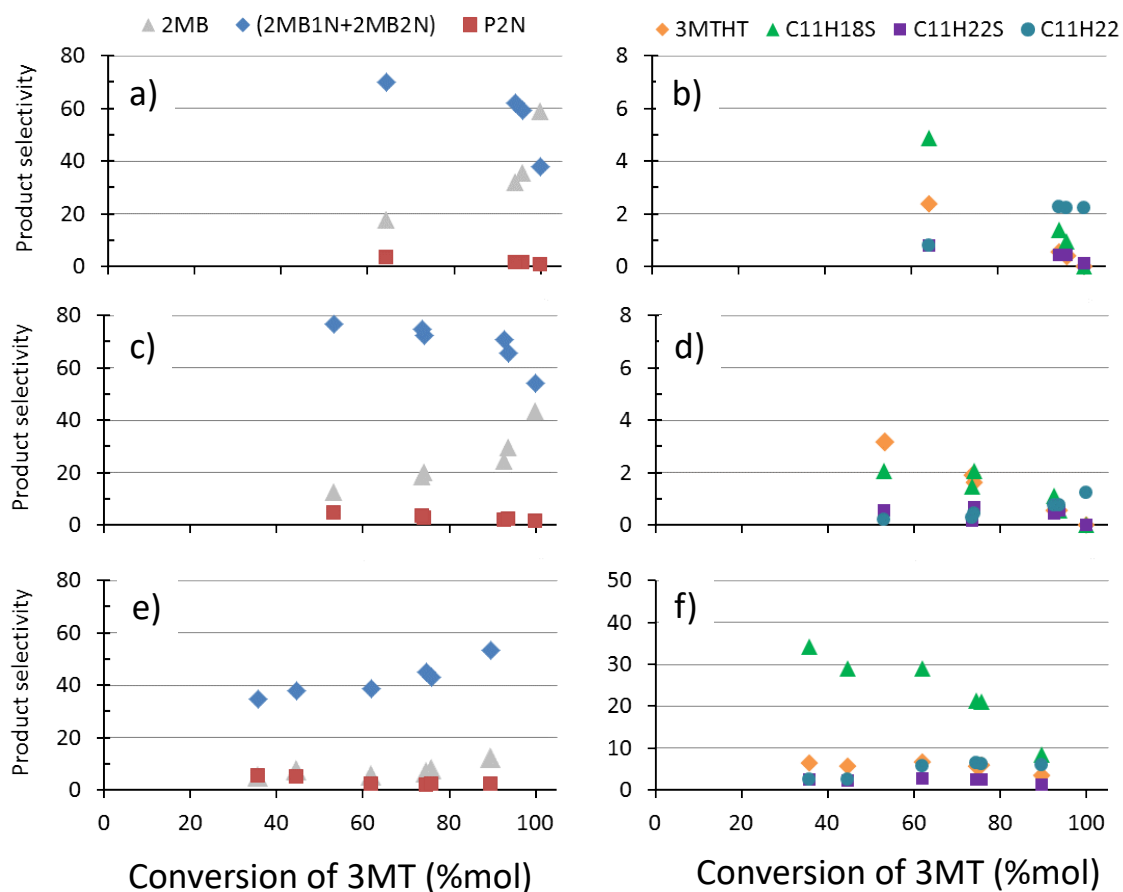 2MB (2MB1N+2MB2N) P2N
3MTHT C11H18S C11H22S C11H22
Product selectivity
80
60
40
20
0
a)
8
6
4
2
0
b)
Product selectivity
80
60
40
20
0
c)
8
6
4
2
0
d)
Product selectivity
80
60
40
20
0
e)
0 20 40 60 80 100
50
40
30
20
10
0
f)
0 20 40 60 80 100
Conversion of 3MT (%mol)
Conversion of 3MT (%mol)